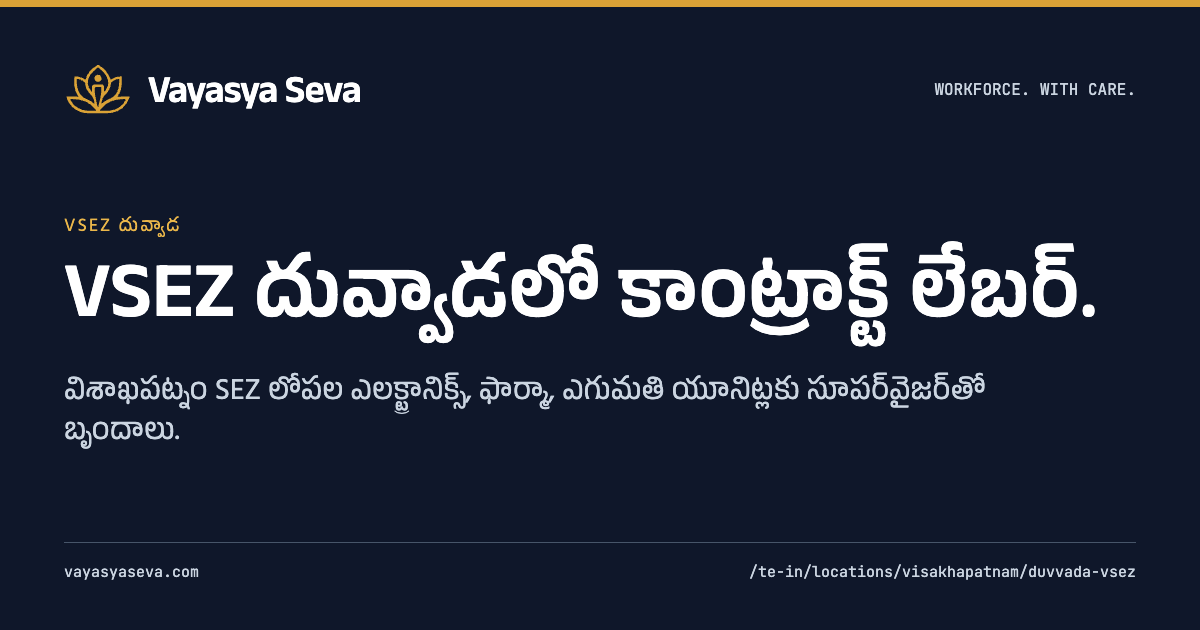 Vayasya Seva
WORKFORCE. WITH CARE.
VSEZ దువ్వాడ
VSEZ దువ్వాడలో కాంట్రాక్ట్ లేబర్.
విశాఖపట్నం SEZ లోపల ఎలక్ట్రానిక్స్, ఫార్మా, ఎగుమతి యూనిట్లకు సూపర్‌వైజర్‌తో
బృందాలు.
vayasyaseva.com
/te-in/locations/visakhapatnam/duvvada-vsez